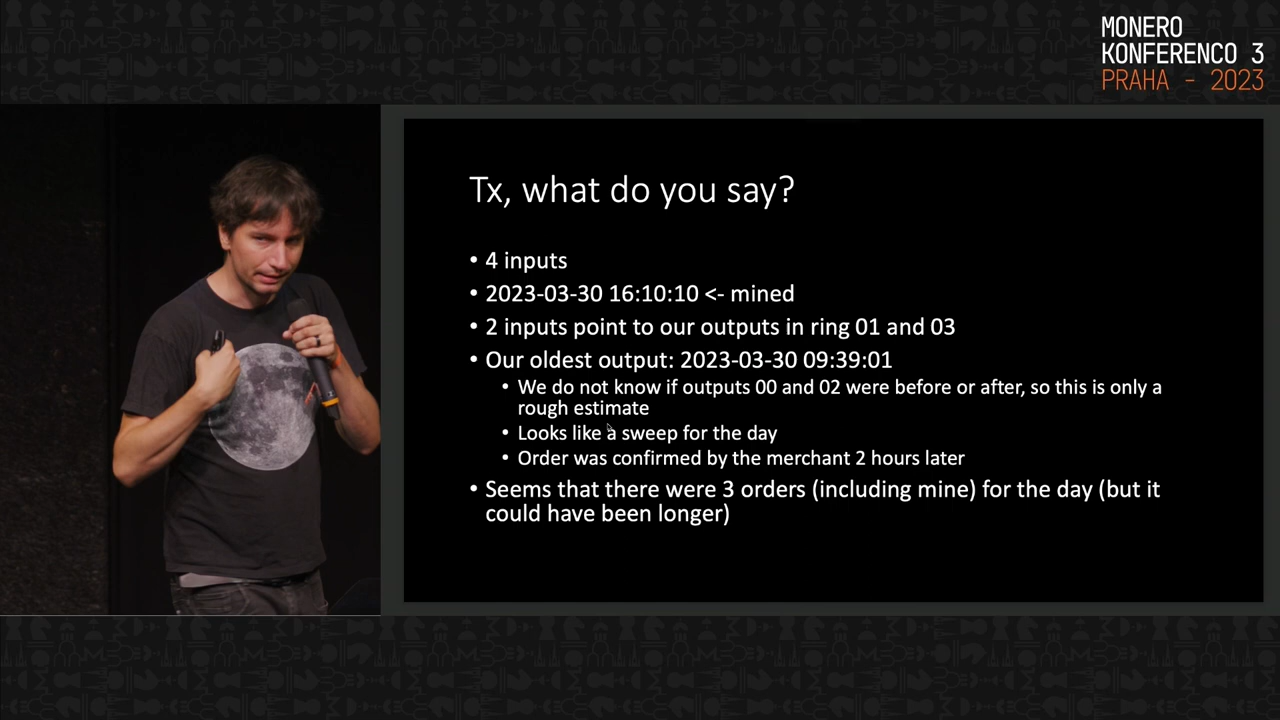 MONERO
KONFERENCO 3
PRAHA - 2023
Tx, what do you say?
• 4 inputs
• 2023-03-30 16:10:10 <- mined
• 2 inputs point to our outputs in ring 01 and 03
• Our oldest output: 2023-03-30 09:39:01
• We do not know if outputs 00 and 02 were before or after, so this is only a
rough estimate
• Looks like a sweep for the day
• Order was confirmed by the merchant 2 hours later
• Seems that there were 3 orders (including mine) for the day (but it
could have been longer)